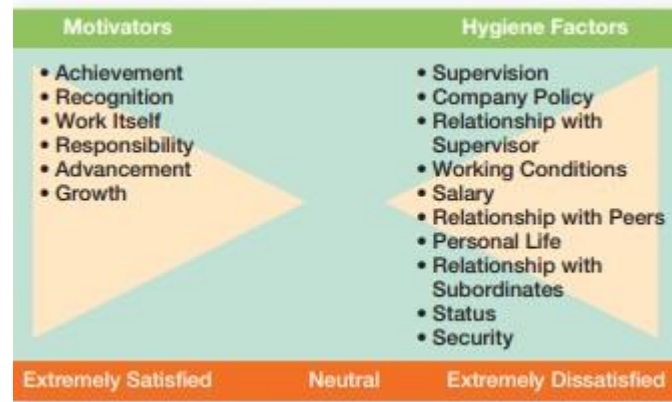 Motivators
Hygiene Factors
• Achievement
• Recognition
• Work Itself
• Responsibility
• Advancement
• Growth
• Supervision
• Company Policy
• Relationship with
Supervisor
• Working Conditions
• Salary
• Relationship with Peers
• Personal Life
• Relationship with
Subordinates
• Status
• Security
Extremely Satisfied
Neutral
Extremely Dissatisfied